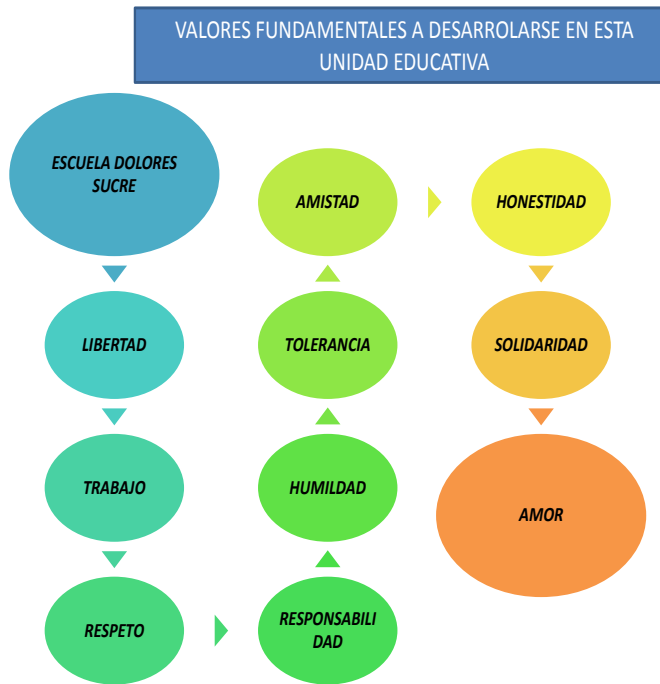 VALORES FUNDAMENTALES A DESARROLARSE EN ESTA
UNIDAD EDUCATIVA
ESCUELA DOLORES
SUCRE
LIBERTAD
TRABAJO
RESPETO
RESPONSABILI
DAD
HUMILDAD
TOLERANCIA
AMISTAD
HONESTIDAD
SOLIDARIDAD
AMOR